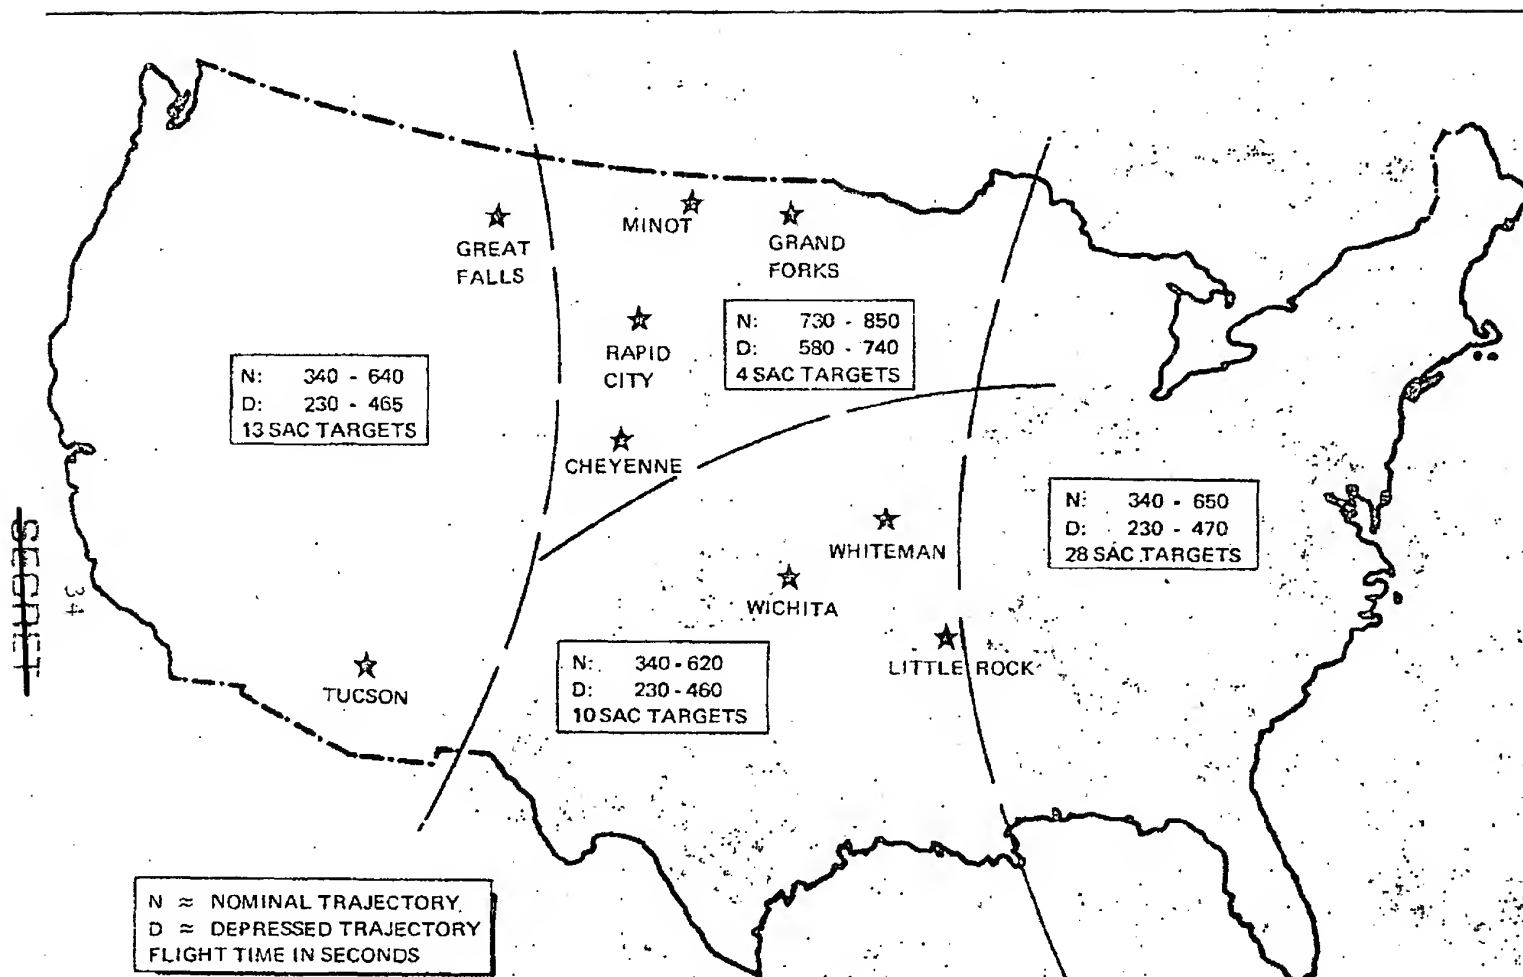 MINOT
GREAT
FALLS
GRAND
FORKS
N: 730 - 850
D: 580 - 740
4 SAC TARGETS
RAPID
CITY
N: 340 - 640
D: 230 - 465
13 SAC TARGETS
CHEYENNE
N: 340 - 650
D: 230 - 470
28 SAC TARGETS
WHITEMAN
WICHITA
SECRET
34
N: 340 - 620
D: 230 - 460
10 SAC TARGETS
LITTLE ROCK
TUCSON
N ≈ NOMINAL TRAJECTORY
D ≈ DEPRESSED TRAJECTORY
FLIGHT TIME IN SECONDS